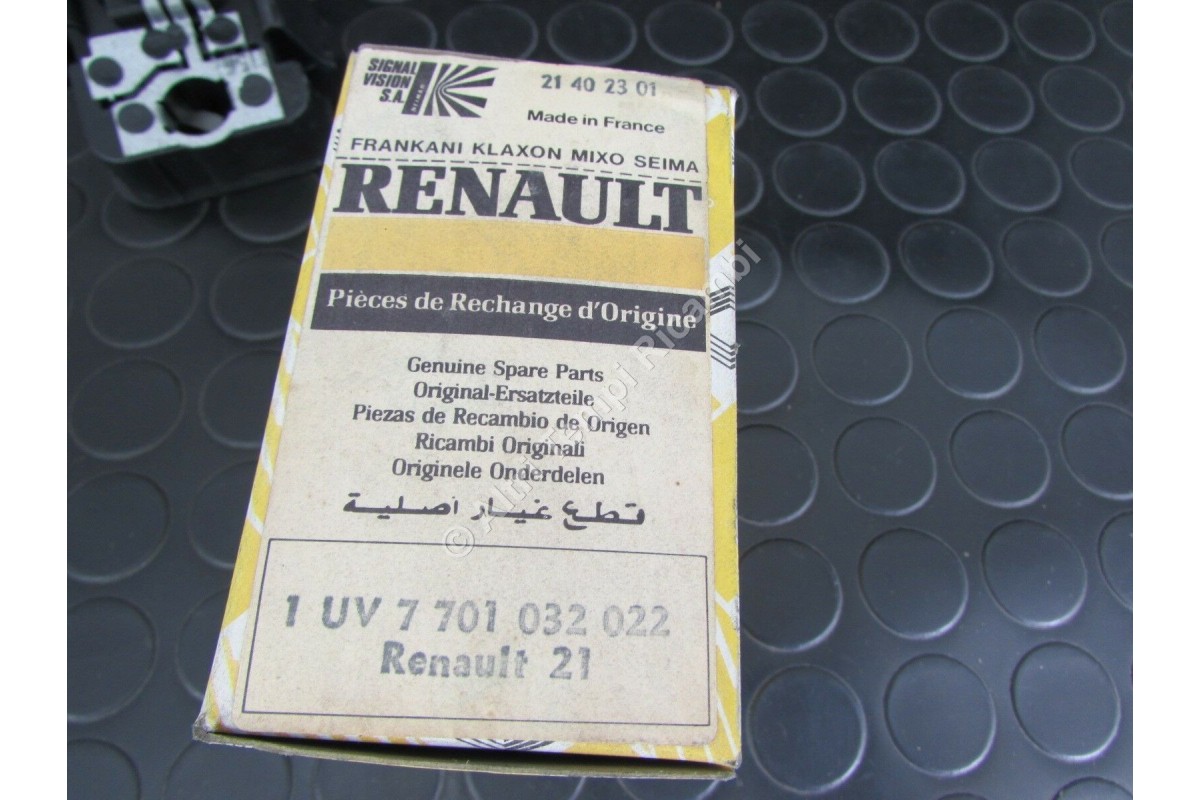 SIGNAL
VISION
S.A.
21 40 23 01
Made in France
FRANKANI KLAXON MIXO SEIMA
RENAULT
Pièces de Rechange d'Origine
Genuine Spare Parts
Original-Ersatzteile
Piezas de Recambio de Origen
Ricambi Originali
Originele Onderdelen
قطع غيار أصلية
1 UV 7 701 032 022
Renault 21